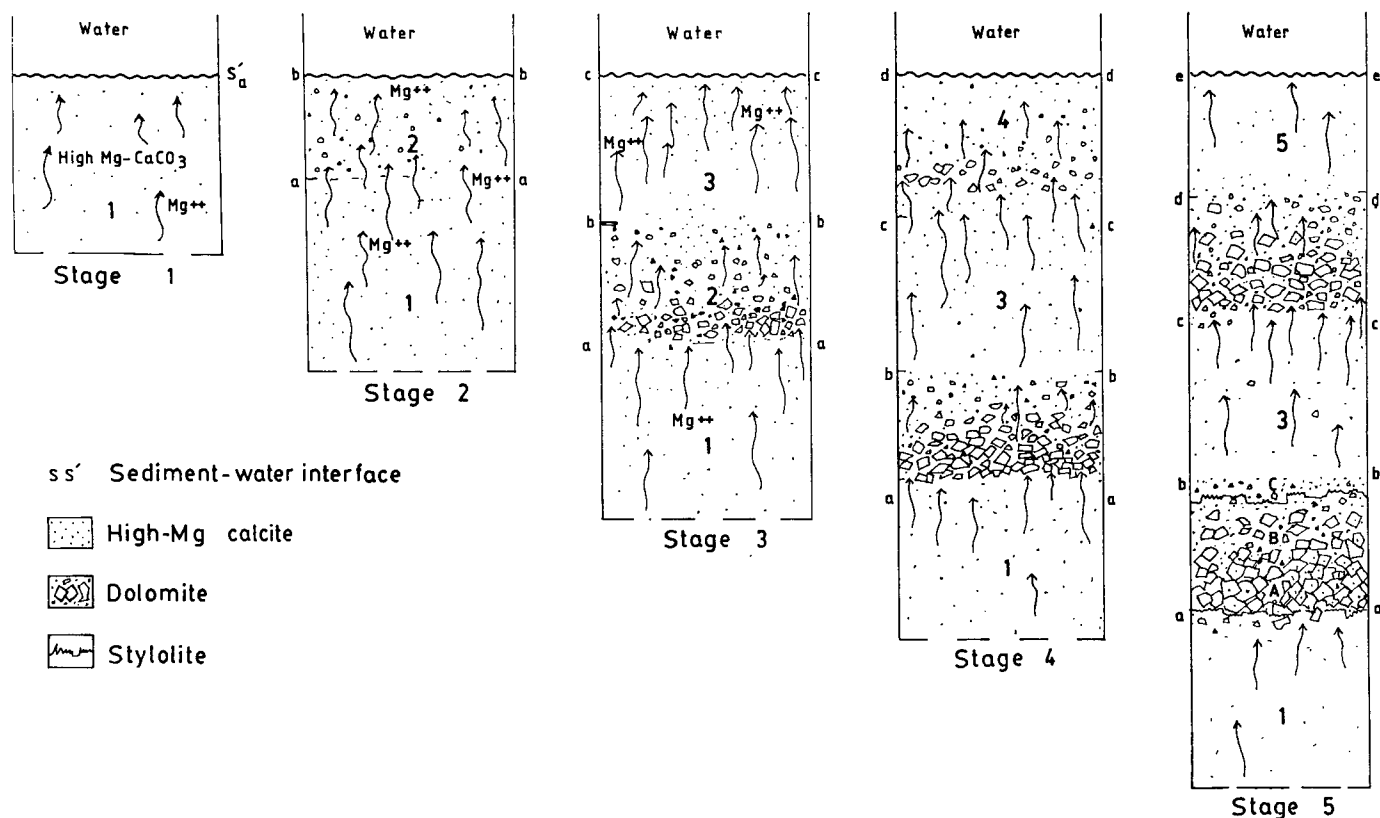 Water
S'a
High Mg-CaCO3
1
Mg++
Stage 1
Water
b b
Mg++
2
a a
Mg++
Mg++
1
Stage 2
Water
c c
Mg++
Mg++
3
b b
2
a a
Mg++
1
Stage 3
Water
d d
4
c c
3
b b
a a
1
Stage 4
Water
e e
5
d d
c c
3
b C b
B
A
a a
1
Stage 5
ss' Sediment-water interface
High-Mg calcite
Dolomite
Stylolite